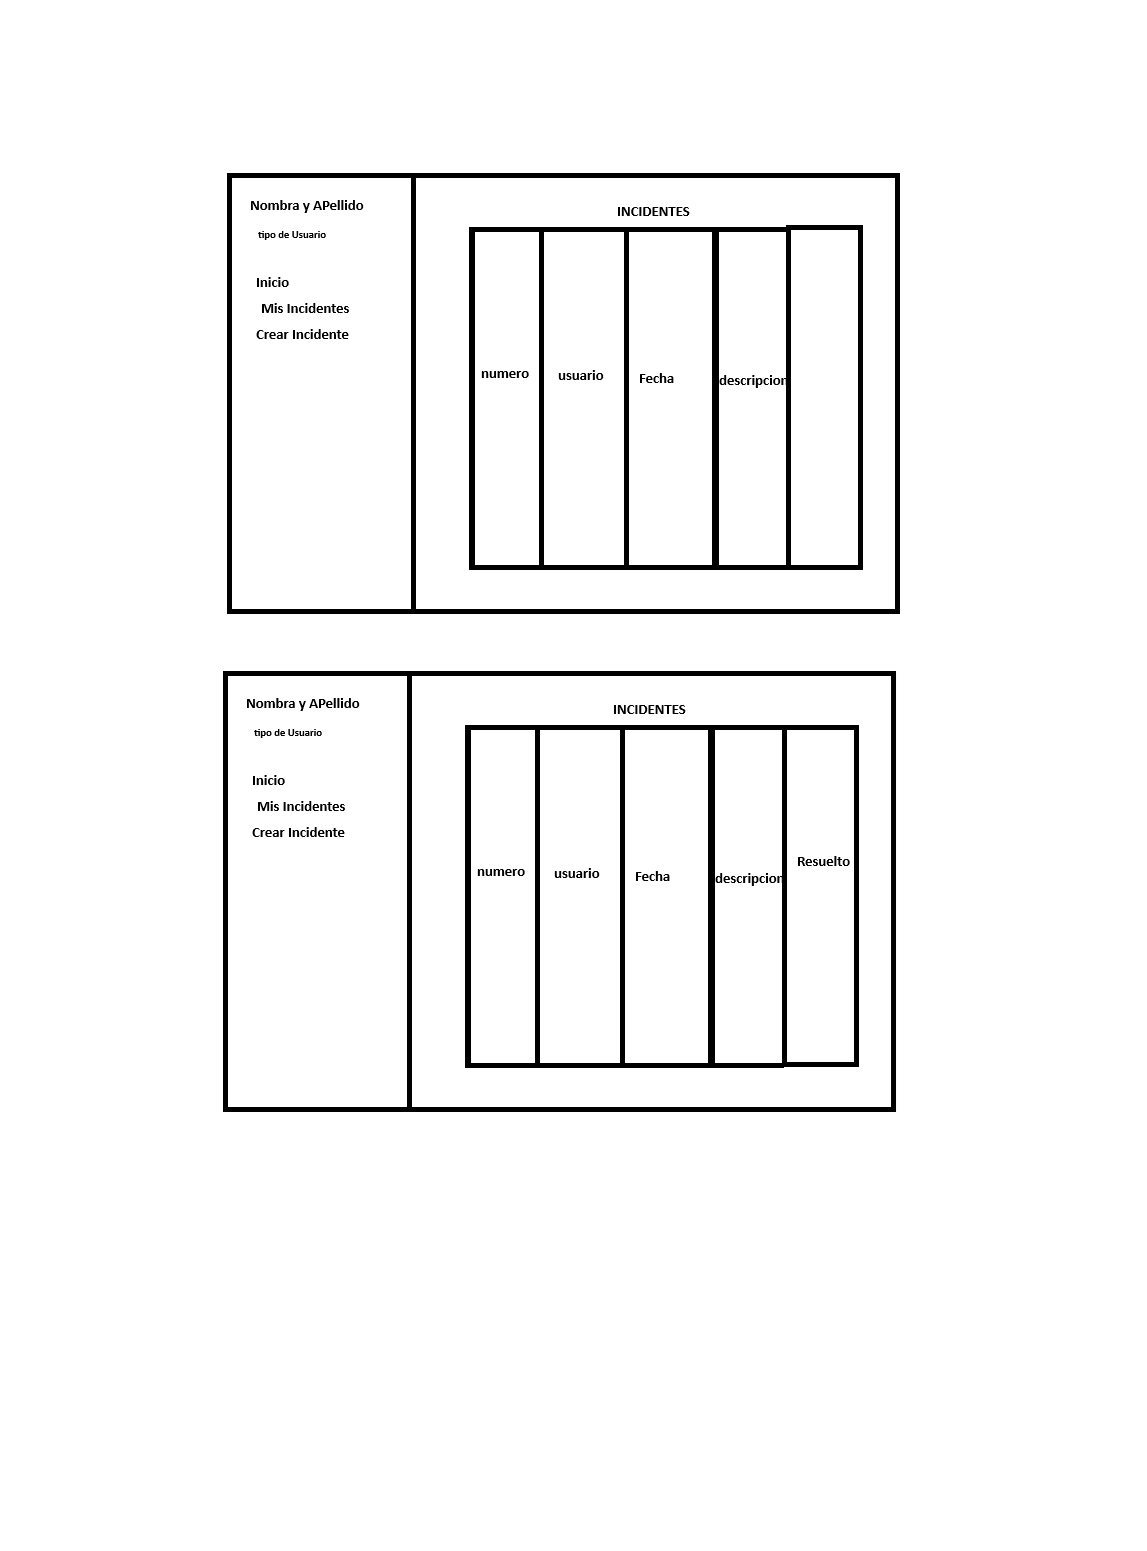 Nombra y APellido
tipo de Usuario
Inicio
Mis Incidentes
Crear Incidente
INCIDENTES
numero
usuario
Fecha
descripcion
Nombra y APellido
tipo de Usuario
Inicio
Mis Incidentes
Crear Incidente
INCIDENTES
numero
usuario
Fecha
descripcion
Resuelto